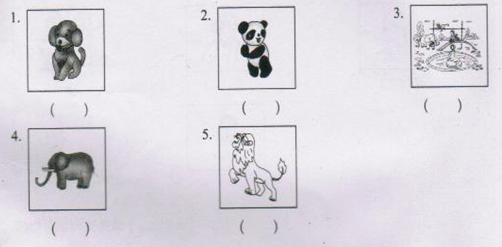 1. 2. 3.
( ) ( ) ( )
4. 5.
( ) ( )